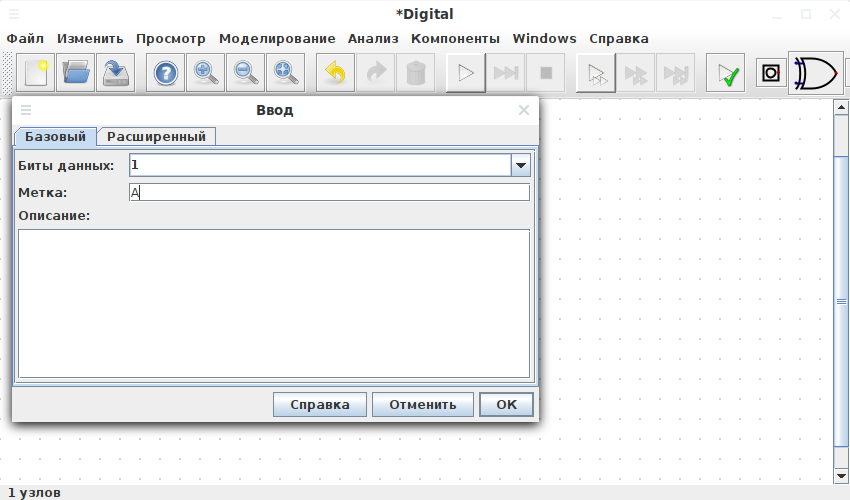 *Digital
Файл Изменить Просмотр Моделирование Анализ Компоненты Windows Справка
Ввод
Базовый Расширенный
Биты данных: 1
Метка: A
Описание:
Справка Отменить OK
1 узлов